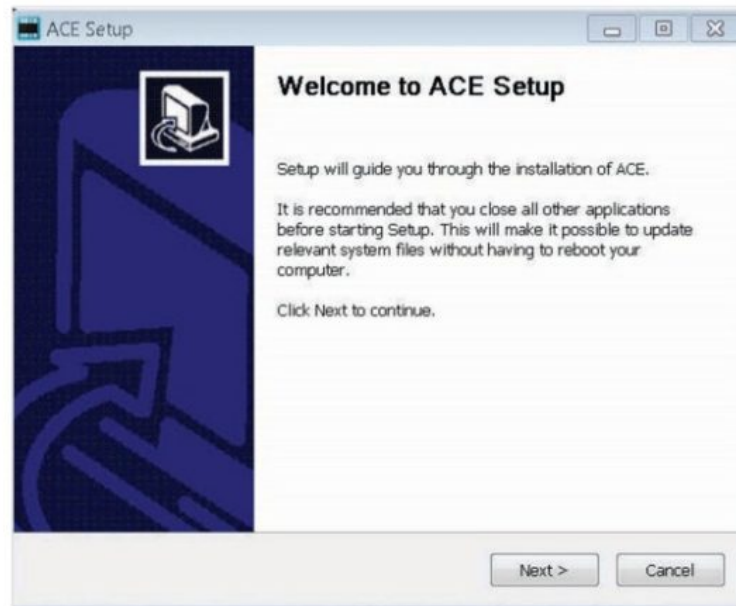 ACE Setup
Welcome to ACE Setup
Setup will guide you through the installation of ACE.
It is recommended that you close all other applications
before starting Setup. This will make it possible to update
relevant system files without having to reboot your
computer.
Click Next to continue.
Next >
Cancel